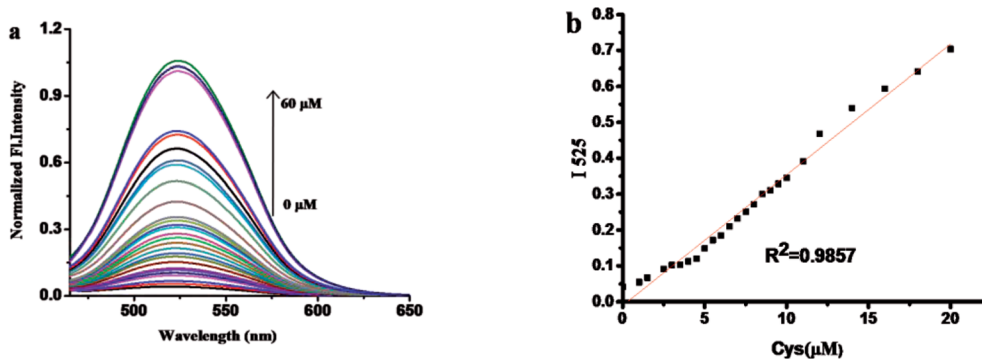 a
1.2
0.9
0.6
0.3
0.0
Normalized Fl.Intensity
60 µM
0 µM
500
550
600
650
Wavelength (nm)
b
0.8
0.7
0.6
0.5
0.4
0.3
0.2
0.1
0.0
I 525
R²=0.9857
0
5
10
15
20
Cys(µM)